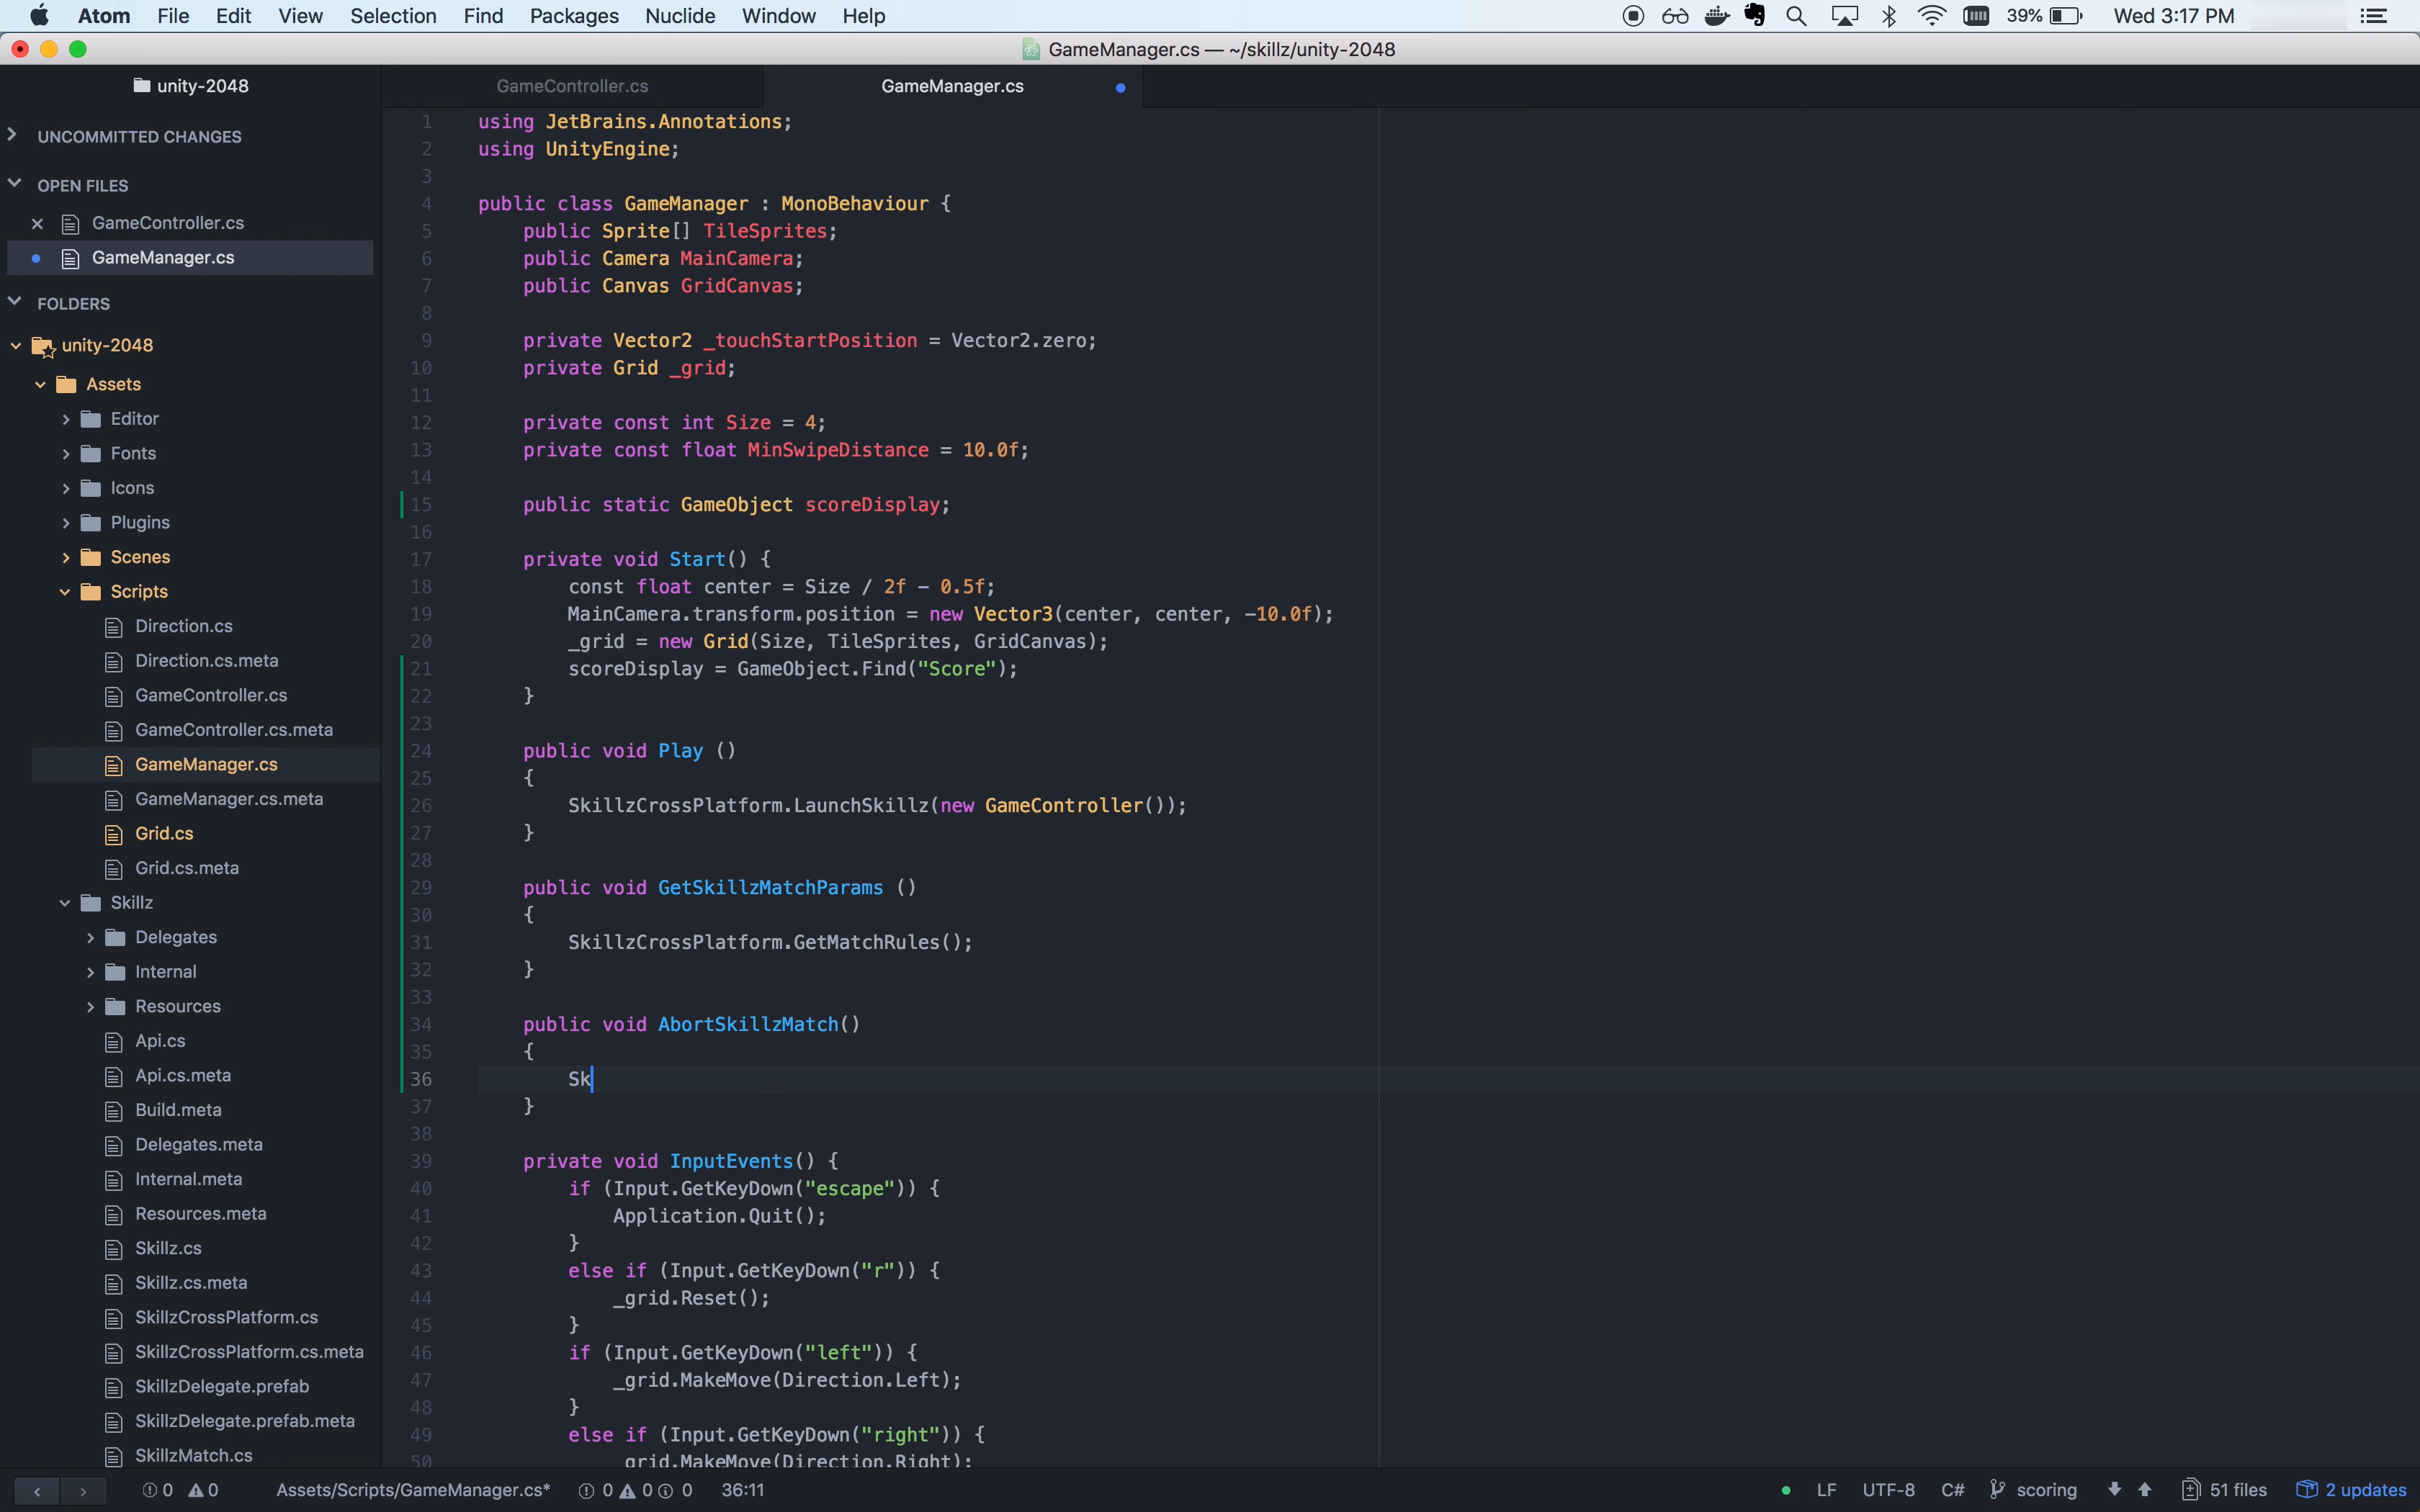 Atom File Edit View Selection Find Packages Nuclide Window Help 39% Wed 3:17 PM
GameManager.cs — ~/skillz/unity-2048
unity-2048
GameController.cs
GameManager.cs
UNCOMMITTED CHANGES
OPEN FILES
GameController.cs
GameManager.cs
FOLDERS
unity-2048
Assets
Editor
Fonts
Icons
Plugins
Scenes
Scripts
Direction.cs
Direction.cs.meta
GameController.cs
GameController.cs.meta
GameManager.cs
GameManager.cs.meta
Grid.cs
Grid.cs.meta
Skillz
Delegates
Internal
Resources
Api.cs
Api.cs.meta
Build.meta
Delegates.meta
Internal.meta
Resources.meta
Skillz.cs
Skillz.cs.meta
SkillzCrossPlatform.cs
SkillzCrossPlatform.cs.meta
SkillzDelegate.prefab
SkillzDelegate.prefab.meta
SkillzMatch.cs
1 using JetBrains.Annotations;
2 using UnityEngine;
3
4 public class GameManager : MonoBehaviour {
5 public Sprite[] TileSprites;
6 public Camera MainCamera;
7 public Canvas GridCanvas;
8
9 private Vector2 _touchStartPosition = Vector2.zero;
10 private Grid _grid;
11
12 private const int Size = 4;
13 private const float MinSwipeDistance = 10.0f;
14
15 public static GameObject scoreDisplay;
16
17 private void Start() {
18 const float center = Size / 2f - 0.5f;
19 MainCamera.transform.position = new Vector3(center, center, -10.0f);
20 _grid = new Grid(Size, TileSprites, GridCanvas);
21 scoreDisplay = GameObject.Find("Score");
22 }
23
24 public void Play ()
25 {
26 SkillzCrossPlatform.LaunchSkillz(new GameController());
27 }
28
29 public void GetSkillzMatchParams ()
30 {
31 SkillzCrossPlatform.GetMatchRules();
32 }
33
34 public void AbortSkillzMatch()
35 {
36 Sk
37 }
38
39 private void InputEvents() {
40 if (Input.GetKeyDown("escape")) {
41 Application.Quit();
42 }
43 else if (Input.GetKeyDown("r")) {
44 _grid.Reset();
45 }
46 if (Input.GetKeyDown("left")) {
47 _grid.MakeMove(Direction.Left);
48 }
49 else if (Input.GetKeyDown("right")) {
50 _grid.MakeMove(Direction.Right);
0 0 Assets/Scripts/GameManager.cs* 0 0 0 36:11 LF UTF-8 C# scoring 51 files 2 updates